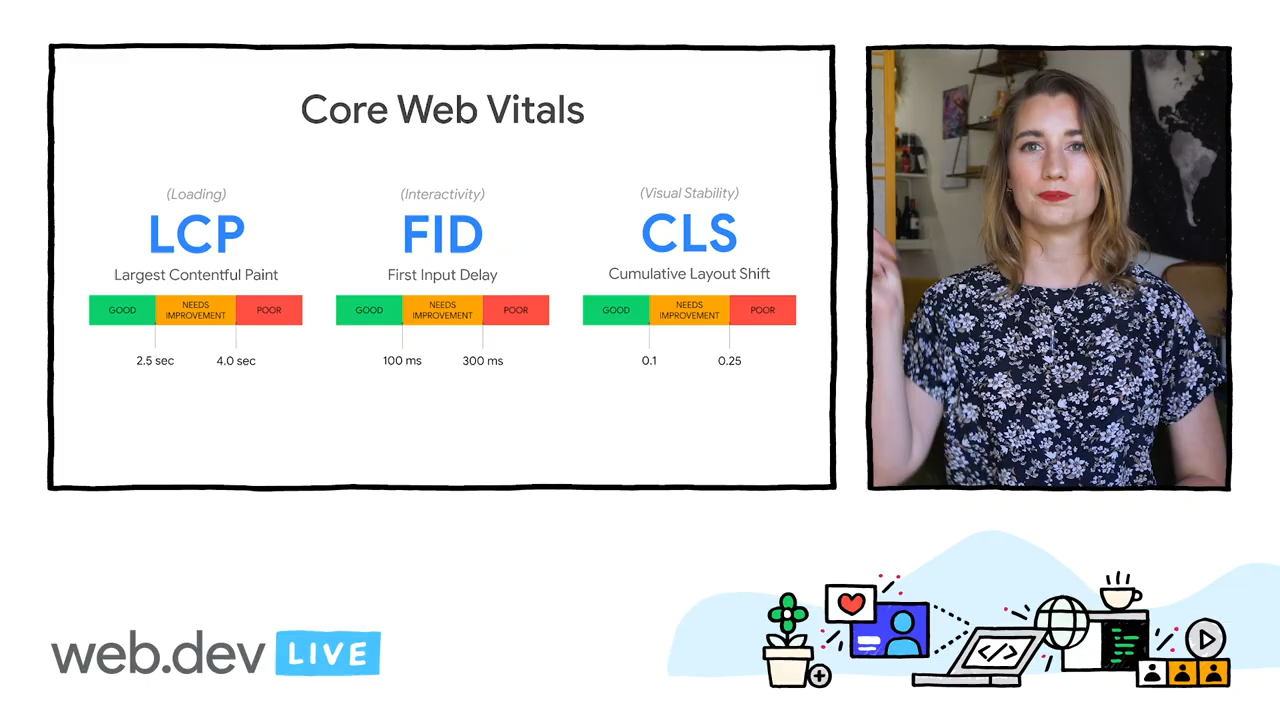 Core Web Vitals
(Loading)
LCP
Largest Contentful Paint
GOOD
NEEDS
IMPROVEMENT
POOR
2.5 sec
4.0 sec
(Interactivity)
FID
First Input Delay
GOOD
NEEDS
IMPROVEMENT
POOR
100 ms
300 ms
(Visual Stability)
CLS
Cumulative Layout Shift
GOOD
NEEDS
IMPROVEMENT
POOR
0.1
0.25
web.dev LIVE
</>